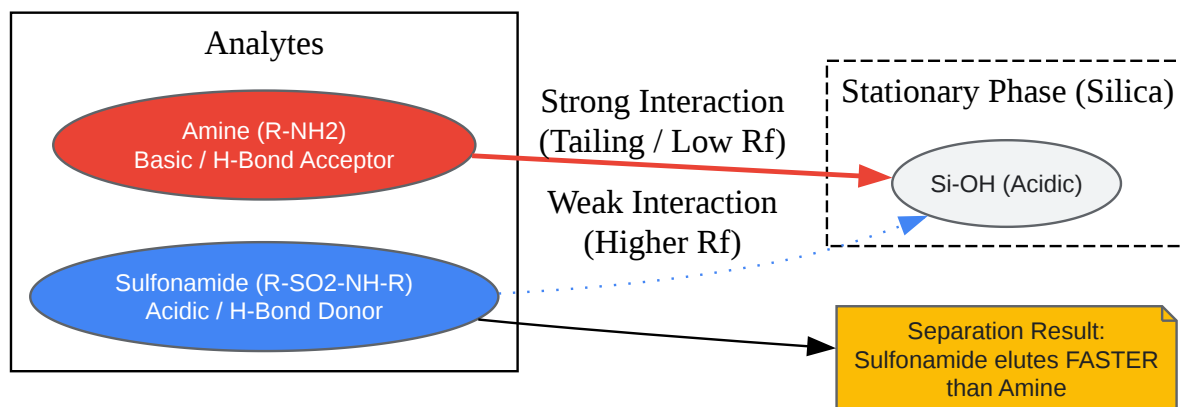 Analytes
Amine (R-NH2)
Basic / H-Bond Acceptor
Sulfonamide (R-SO2-NH-R)
Acidic / H-Bond Donor
Strong Interaction
(Tailing / Low Rf)
Weak Interaction
(Higher Rf)
Stationary Phase (Silica)
Si-OH (Acidic)
Separation Result:
Sulfonamide elutes FASTER
than Amine